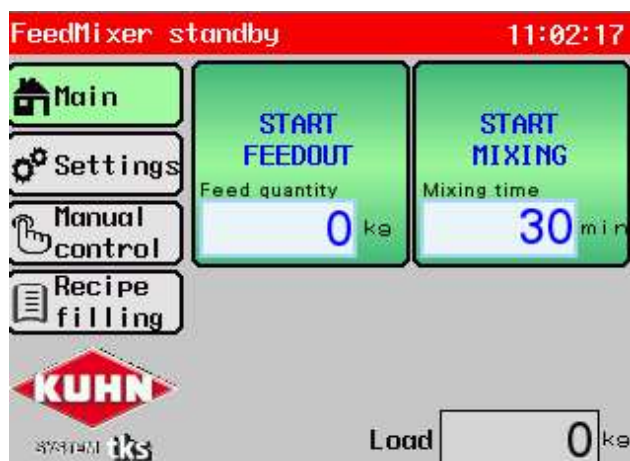 FeedMixer standby 11:02:17
Main
Settings
Manual
control
Recipe
filling
START
FEEDOUT
Feed quantity
0 kg
START
MIXING
Mixing time
30 min
KUHN
SYSTEM tks
Load 0 kg